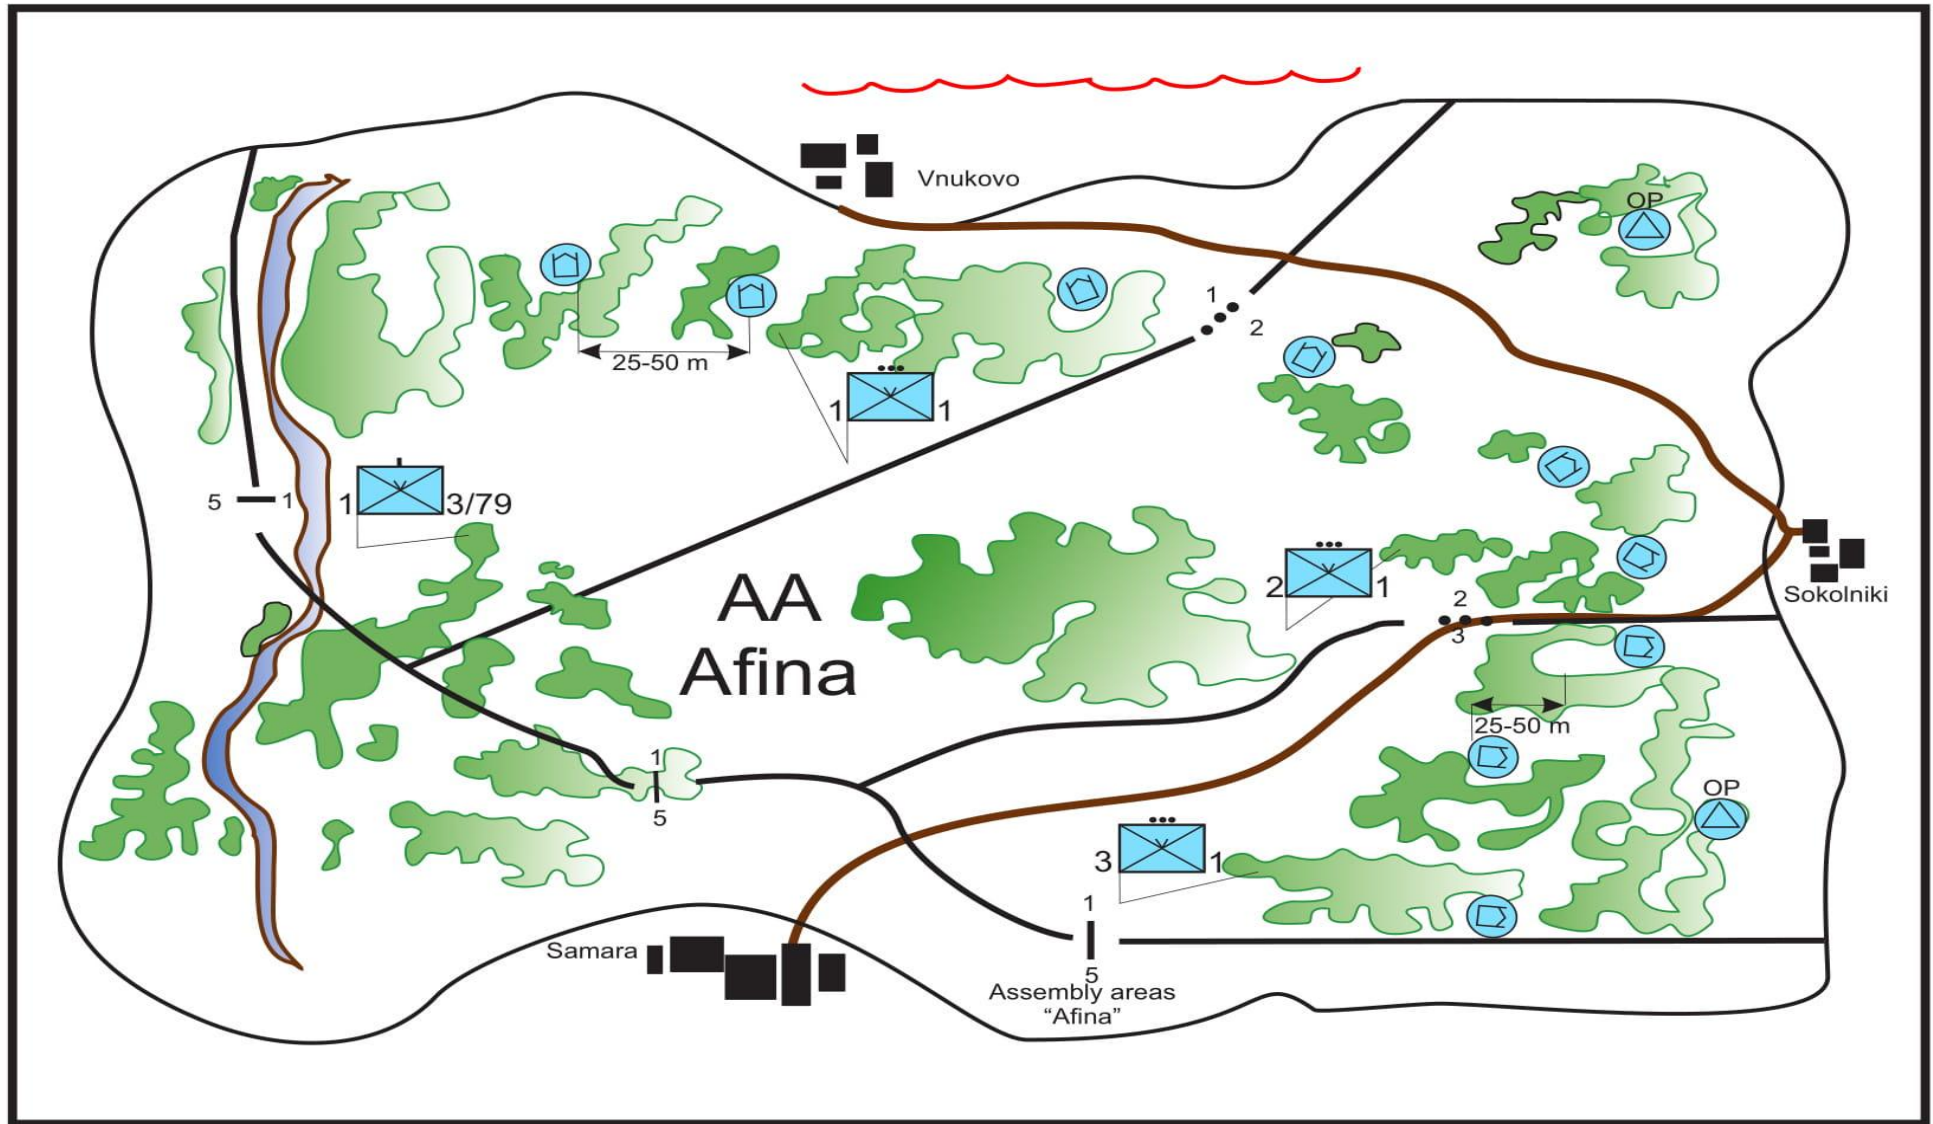 Vnukovo
OP
25-50 m
1
2
1
1
5
1
1
3/79
AA
Afina
2
1
2
3
Sokolniki
25-50 m
1
5
OP
3
1
Samara
1
5
Assembly areas
“Afina”